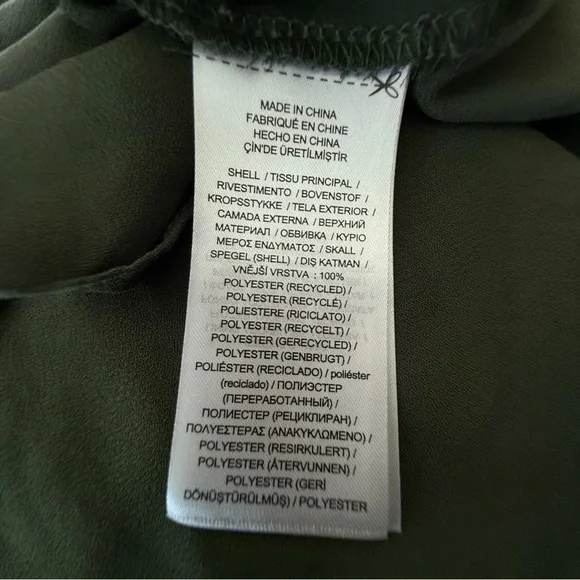 MADE IN CHINA
FABRIQUÉ EN CHINE
HECHO EN CHINA
ÇİN'DE ÜRETİLMİŞTİR
SHELL / TISSU PRINCIPAL /
RIVESTIMENTO / BOVENSTOF /
KROPSSTYKKE / TELA EXTERIOR /
CAMADA EXTERNA / ВЕРХНИЙ
МАТЕРИАЛ / ОБВИВКА / ΚΥΡΙΟ
ΜΕΡΟΣ ΕΝΔΥΜΑΤΟΣ / SKALL /
SPEGEL (SHELL) / DIŞ KATMAN /
VNĚJŠÍ VRSTVA : 100%
POLYESTER (RECYCLED) /
POLYESTER (RECYCLÉ) /
POLIESTERE (RICICLATO) /
POLYESTER (RECYCELT) /
POLYESTER (GERECYCLED) /
POLYESTER (GENBRUGT) /
POLIÉSTER (RECICLADO) / poliéster
(reciclado) / ПОЛИЭСТЕР
(ПЕРЕРАБОТАННЫЙ) /
ПОЛИЕСТЕР (РЕЦИКЛИРАН) /
ΠΟΛΥΕΣΤΕΡΑΣ (ΑΝΑΚΥΚΛΩΜΕΝΟ) /
POLYESTER (RESIRKULERT) /
POLYESTER (ÅTERVUNNEN) /
POLYESTER (GERİ
DÖNÜŞTÜRÜLMÜŞ) / POLYESTER